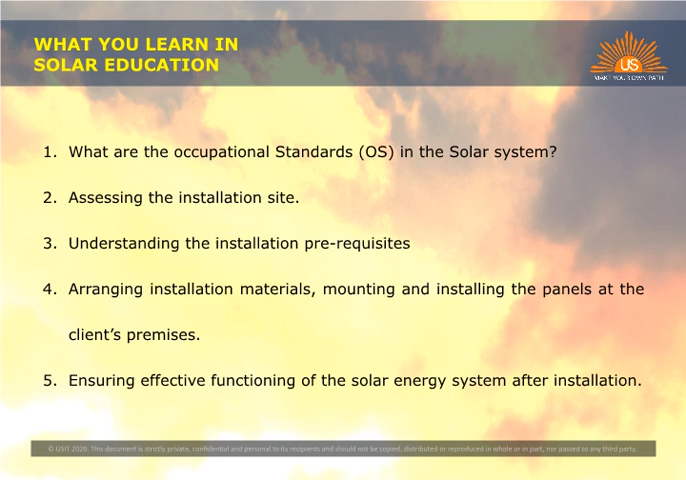 WHAT YOU LEARN IN
SOLAR EDUCATION
US
MAKE YOUR OWN PATH
1. What are the occupational Standards (OS) in the Solar system?
2. Assessing the installation site.
3. Understanding the installation pre-requisites
4. Arranging installation materials, mounting and installing the panels at the
client’s premises.
5. Ensuring effective functioning of the solar energy system after installation.
© USIT 2020. This document is strictly private, confidential and personal to its recipients and should not be copied, distributed or reproduced in whole or in part, nor passed to any third party.